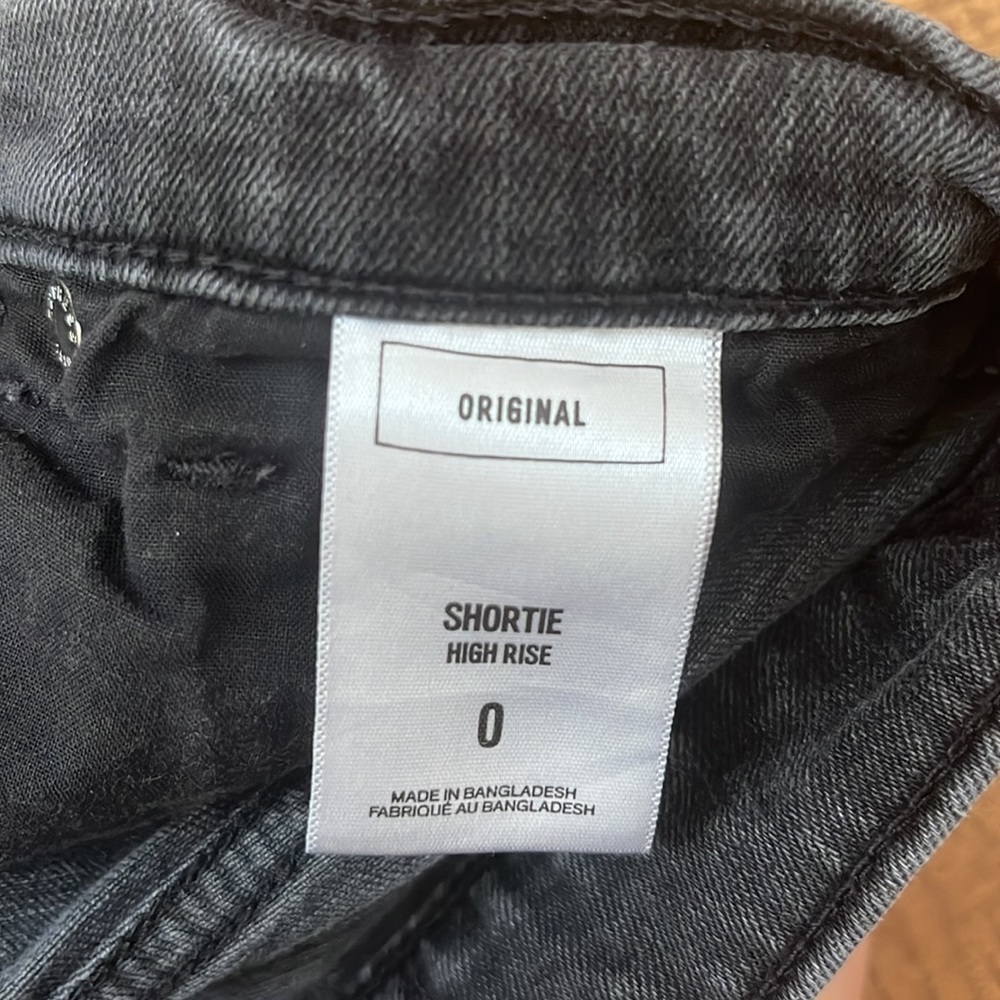 ORIGINAL
SHORTIE
HIGH RISE
0
MADE IN BANGLADESH
FABRIQUÉ AU BANGLADESH